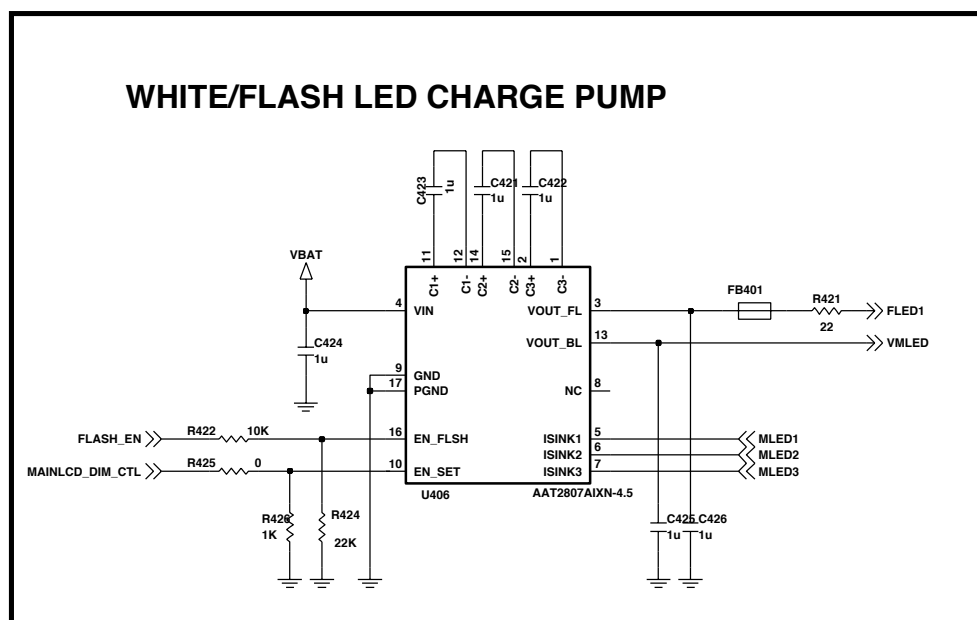 WHITE/FLASH LED CHARGE PUMP
C423
1u
C421
1u
C422
1u
11
12
14
15
2
1
C1+
C1-
C2+
C2-
C3+
C3-
VBAT
4
VIN
VOUT_FL
3
FB401
R421
22
FLED1
VOUT_BL
13
VMLED
C424
1u
9
GND
17
PGND
NC
8
FLASH_EN
R422
10K
16
EN_FLSH
ISINK1
5
MLED1
ISINK2
6
MLED2
MAINLCD_DIM_CTL
R425
0
10
EN_SET
ISINK3
7
MLED3
U406
AAT2807AIXN-4.5
R426
1K
R424
22K
C425
1u
C426
1u